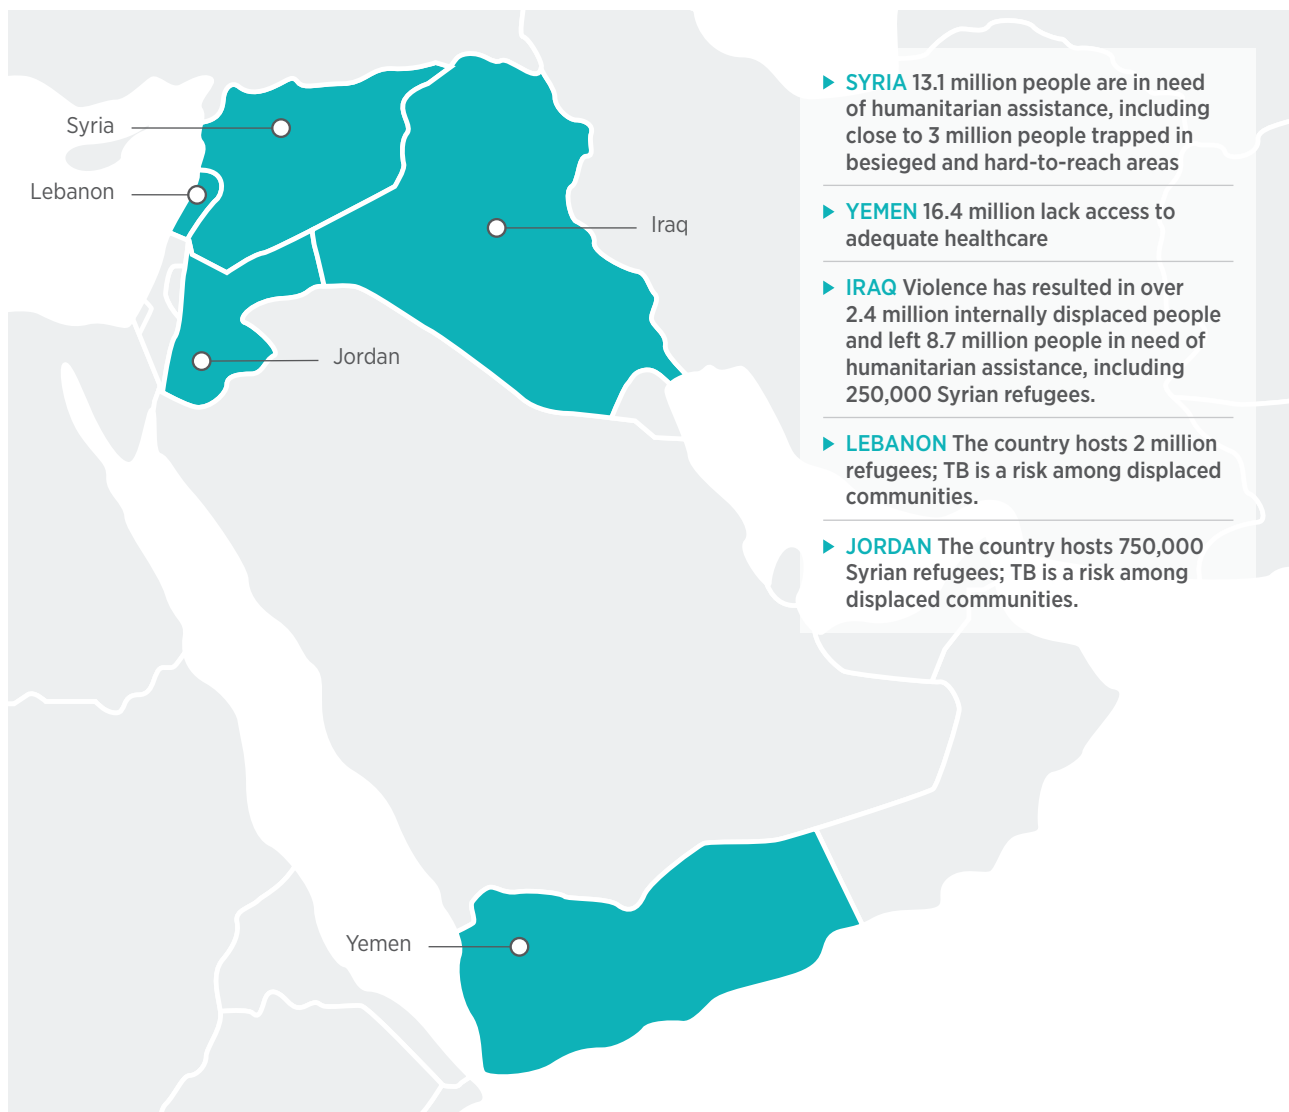 Syria
Lebanon
Iraq
Jordan
Yemen
SYRIA 13.1 million people are in need
of humanitarian assistance, including
close to 3 million people trapped in
besieged and hard-to-reach areas
YEMEN 16.4 million lack access to
adequate healthcare
IRAQ Violence has resulted in over
2.4 million internally displaced people
and left 8.7 million people in need of
humanitarian assistance, including
250,000 Syrian refugees.
LEBANON The country hosts 2 million
refugees; TB is a risk among displaced
communities.
JORDAN The country hosts 750,000
Syrian refugees; TB is a risk among
displaced communities.